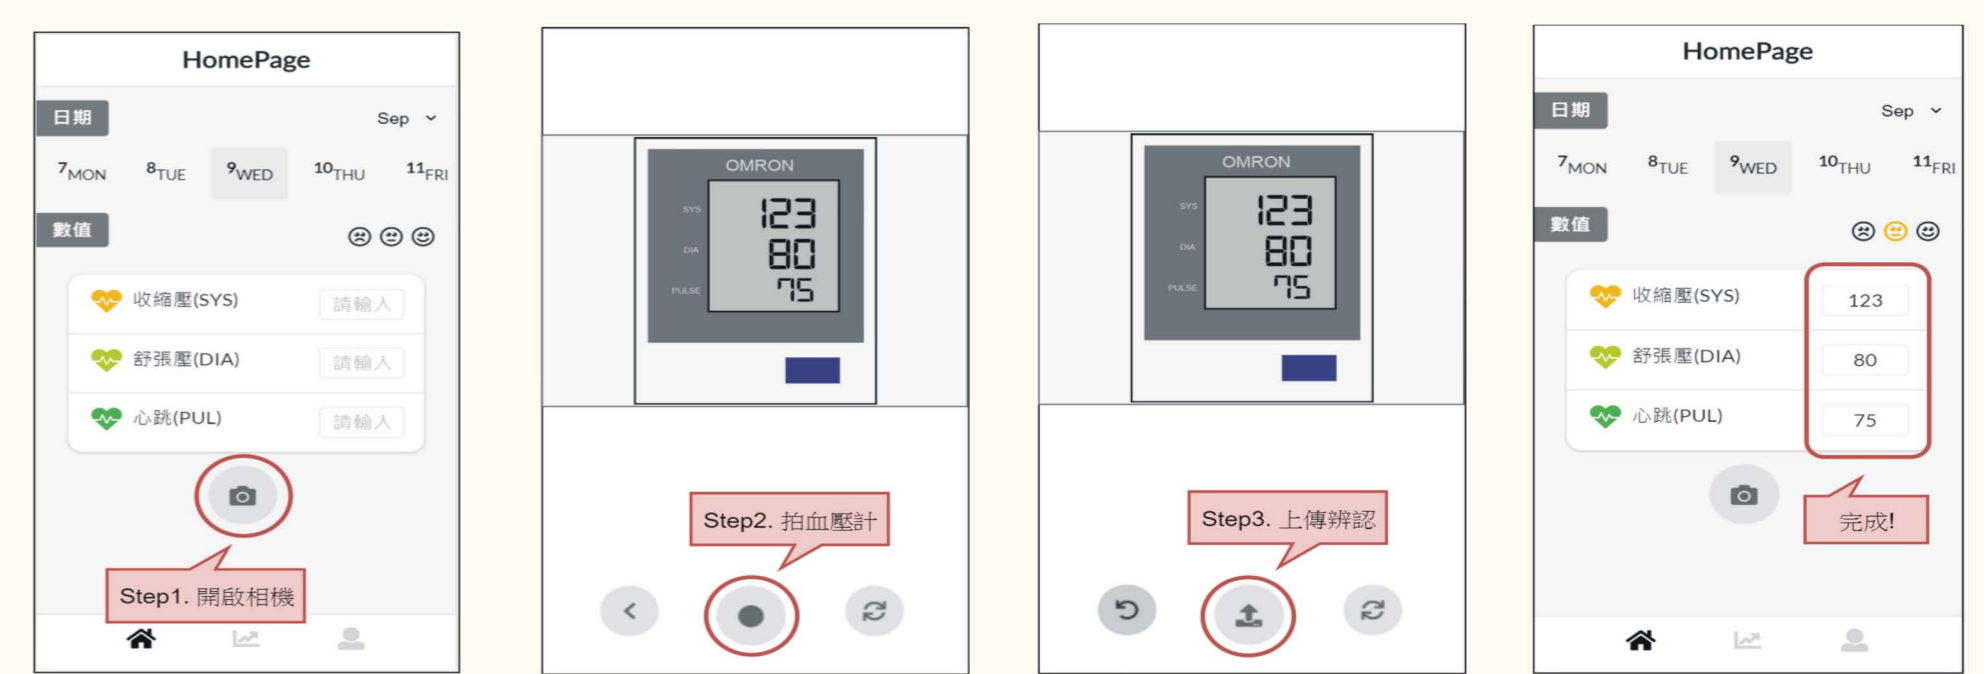 HomePage
日期
Sep
7MON 8TUE 9WED 10THU 11FRI
數值
收縮壓(SYS) 請輸入
舒張壓(DIA) 請輸入
心跳(PUL) 請輸入
Step1. 開啟相機
OMRON
SYS 123
DIA 80
PULSE 75
Step2. 拍血壓計
OMRON
SYS 123
DIA 80
PULSE 75
Step3. 上傳辨認
HomePage
日期
Sep
7MON 8TUE 9WED 10THU 11FRI
數值
收縮壓(SYS) 123
舒張壓(DIA) 80
心跳(PUL) 75
完成!